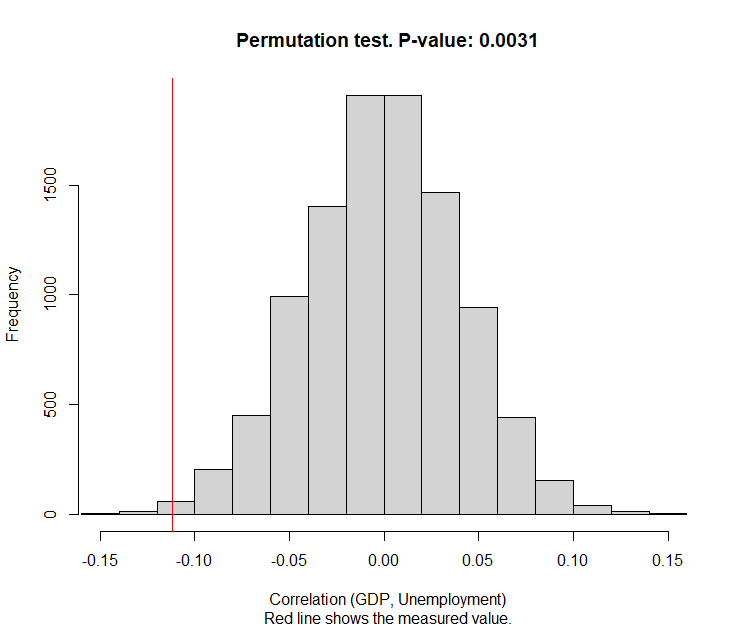 Permutation test. P-value: 0.0031
Frequency
1500
1000
500
0
-0.15 -0.10 -0.05 0.00 0.05 0.10 0.15
Correlation (GDP, Unemployment)
Red line shows the measured value.